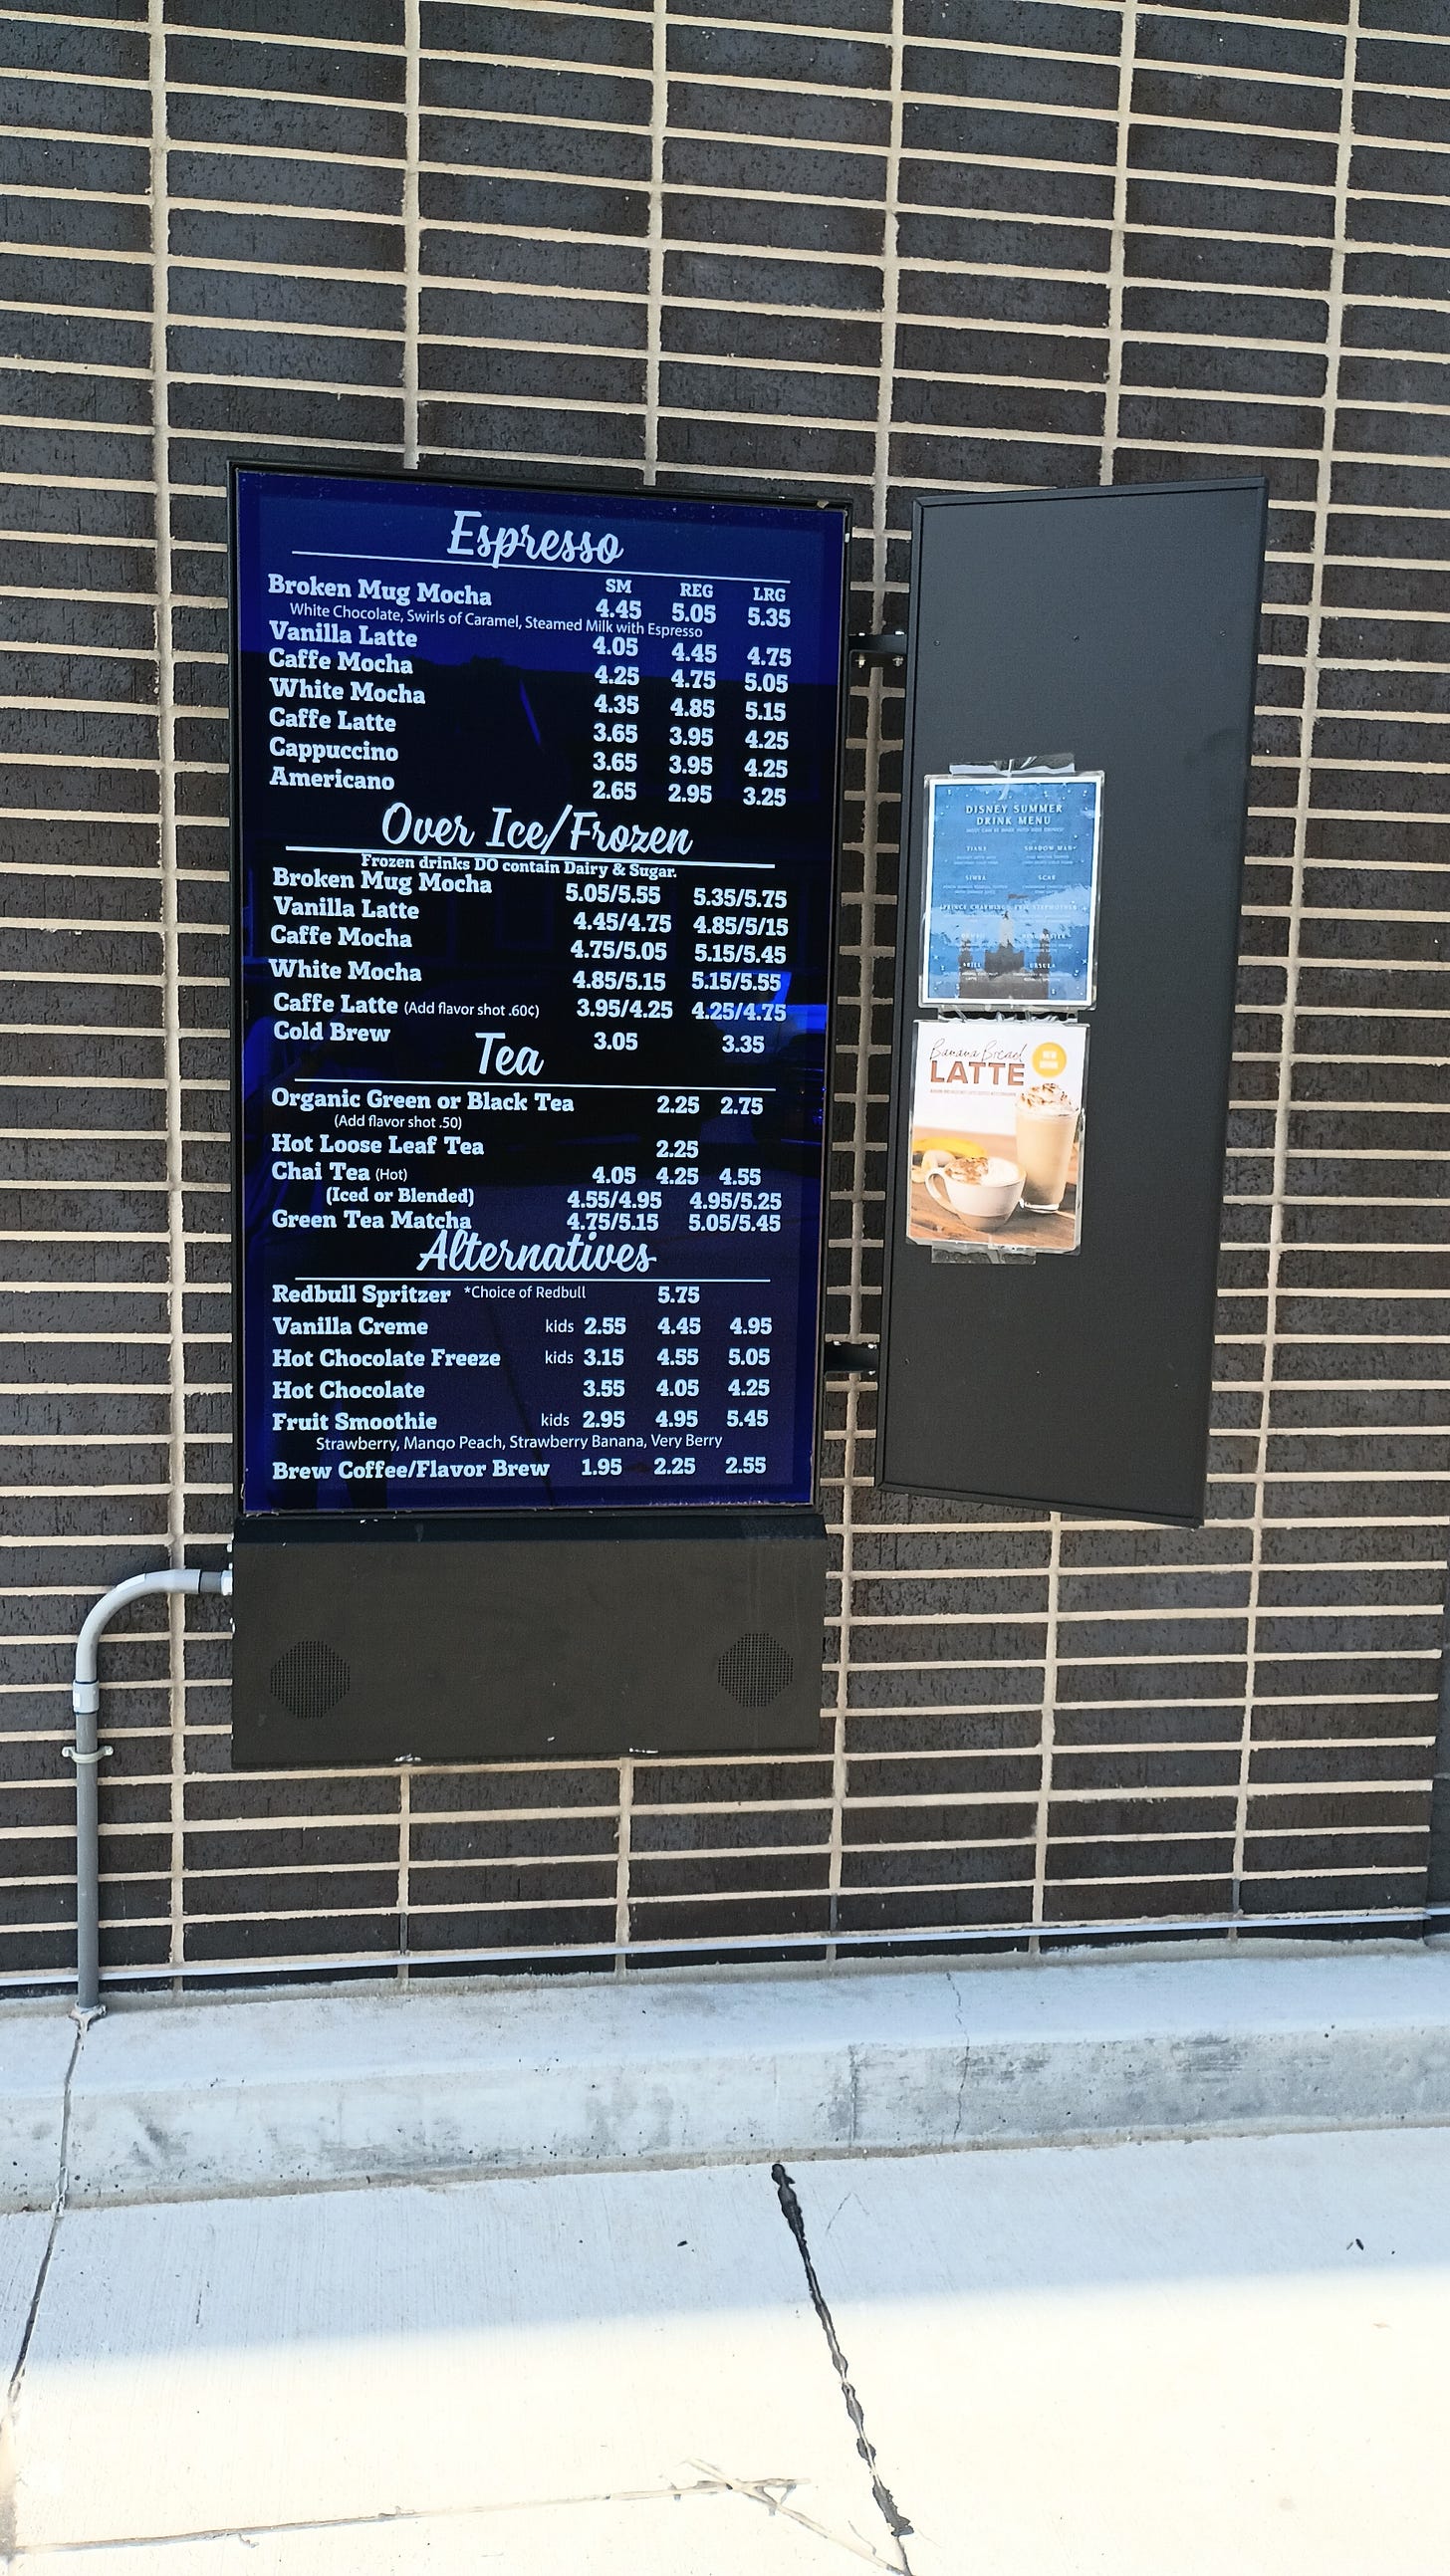 Espresso
SM REG LRG
Broken Mug Mocha 4.45 5.05 5.35
White Chocolate, Swirls of Caramel, Steamed Milk with Espresso
Vanilla Latte 4.05 4.45 4.75
Caffe Mocha 4.25 4.75 5.05
White Mocha 4.35 4.85 5.15
Caffe Latte 3.65 3.95 4.25
Cappuccino 3.65 3.95 4.25
Americano 2.65 2.95 3.25
Over Ice/Frozen
Frozen drinks DO contain Dairy & Sugar.
Broken Mug Mocha 5.05/5.55 5.35/5.75
Vanilla Latte 4.45/4.75 4.85/5/15
Caffe Mocha 4.75/5.05 5.15/5.45
White Mocha 4.85/5.15 5.15/5.55
Caffe Latte (Add flavor shot .60¢) 3.95/4.25 4.25/4.75
Cold Brew 3.05 3.35
Tea
Organic Green or Black Tea 2.25 2.75
(Add flavor shot .50)
Hot Loose Leaf Tea 2.25
Chai Tea (Hot) 4.05 4.25 4.55
(Iced or Blended) 4.55/4.95 4.95/5.25
Green Tea Matcha 4.75/5.15 5.05/5.45
Alternatives
Redbull Spritzer *Choice of Redbull 5.75
Vanilla Creme kids 2.55 4.45 4.95
Hot Chocolate Freeze kids 3.15 4.55 5.05
Hot Chocolate 3.55 4.05 4.25
Fruit Smoothie kids 2.95 4.95 5.45
Strawberry, Mango Peach, Strawberry Banana, Very Berry
Brew Coffee/Flavor Brew 1.95 2.25 2.55
DISNEY SUMMER
DRINK MENU
TIANA SHADOW MAN
SIMBA SCAR
PRINCE CHARMING
URSULA
Banana Bread
LATTE